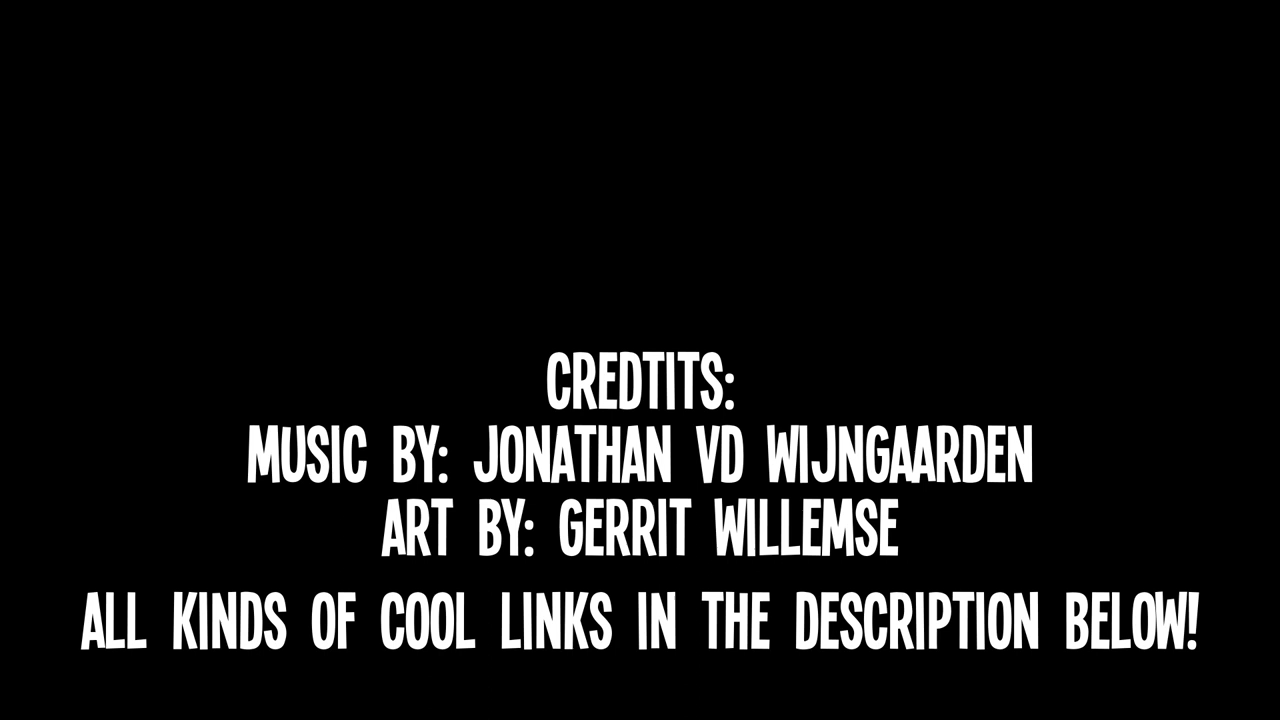 CREDTITS:
MUSIC BY: JONATHAN VD WIJNGAARDEN
ART BY: GERRIT WILLEMSE
ALL KINDS OF COOL LINKS IN THE DESCRIPTION BELOW!